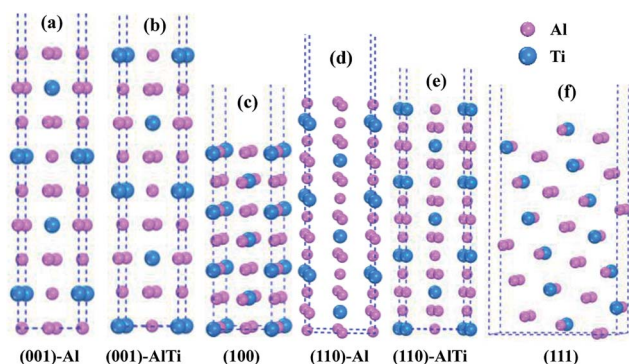 (a)
(b)
(c)
(d)
(e)
(f)
Al
Ti
(001)-Al
(001)-AlTi
(100)
(110)-Al
(110)-AlTi
(111)